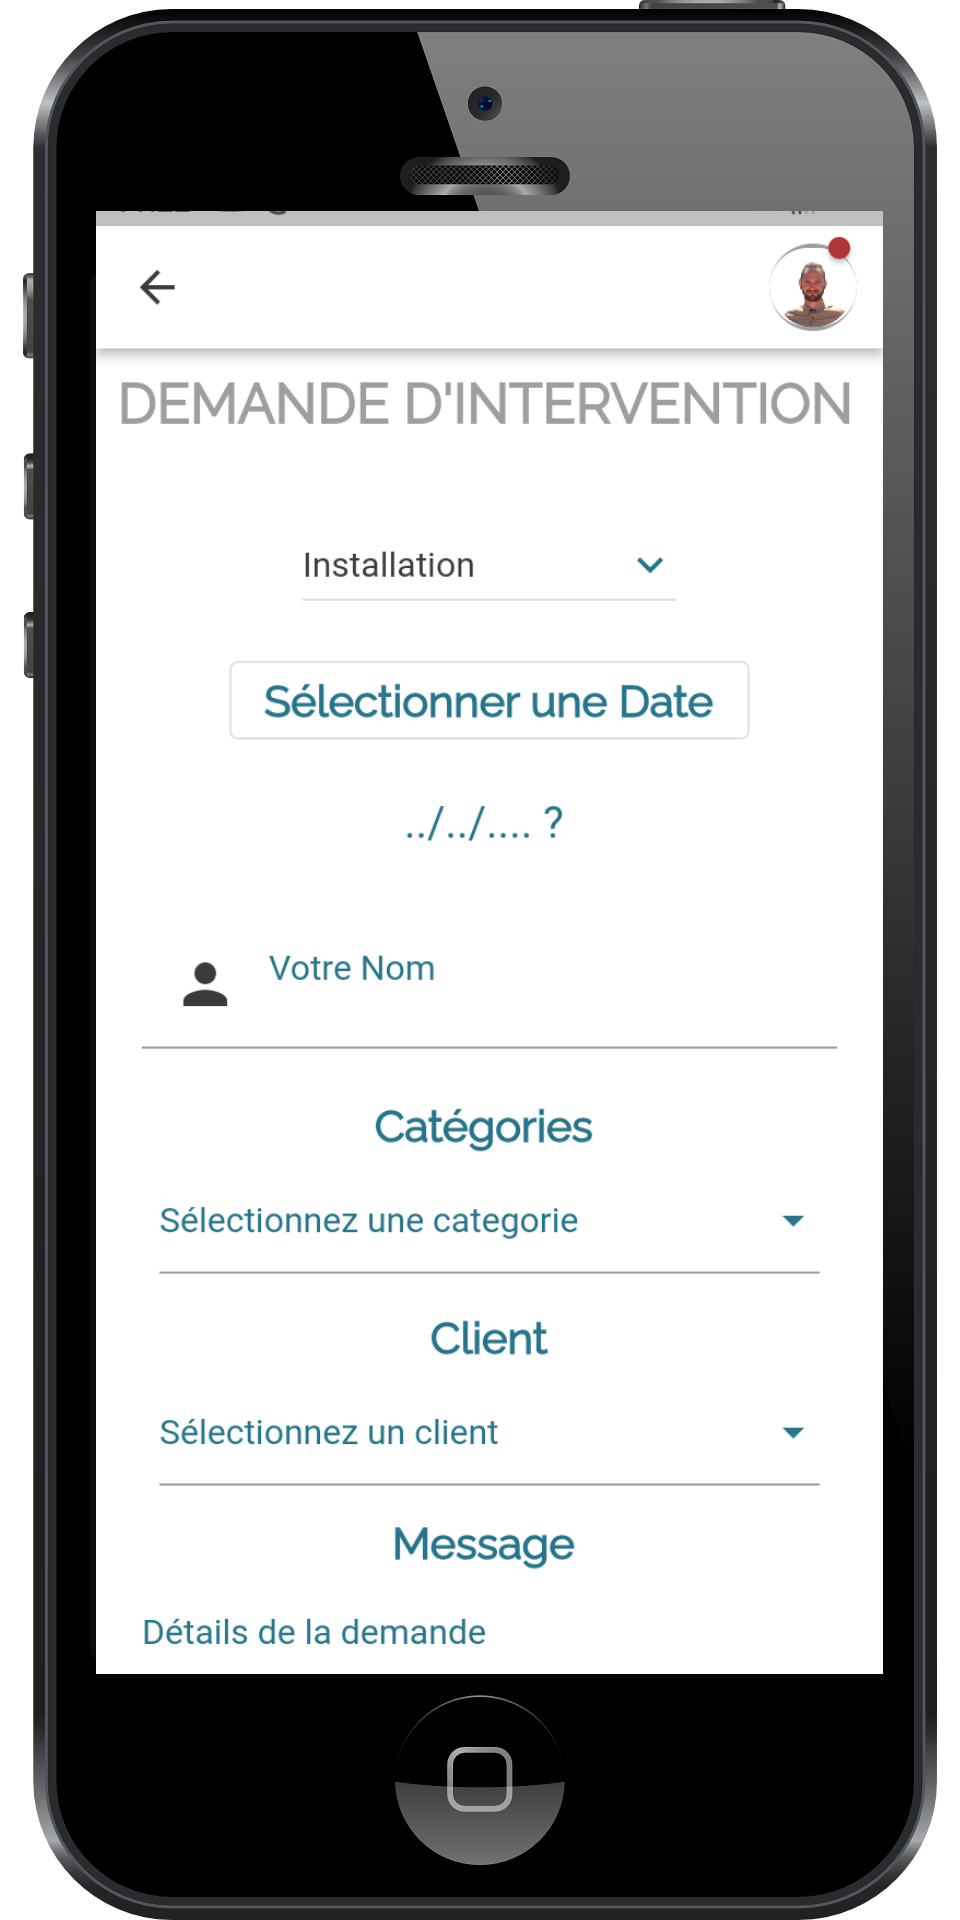 DEMANDE D'INTERVENTION
Installation
Sélectionner une Date
../../.... ?
Votre Nom
Catégories
Sélectionnez une categorie
Client
Sélectionnez un client
Message
Détails de la demande